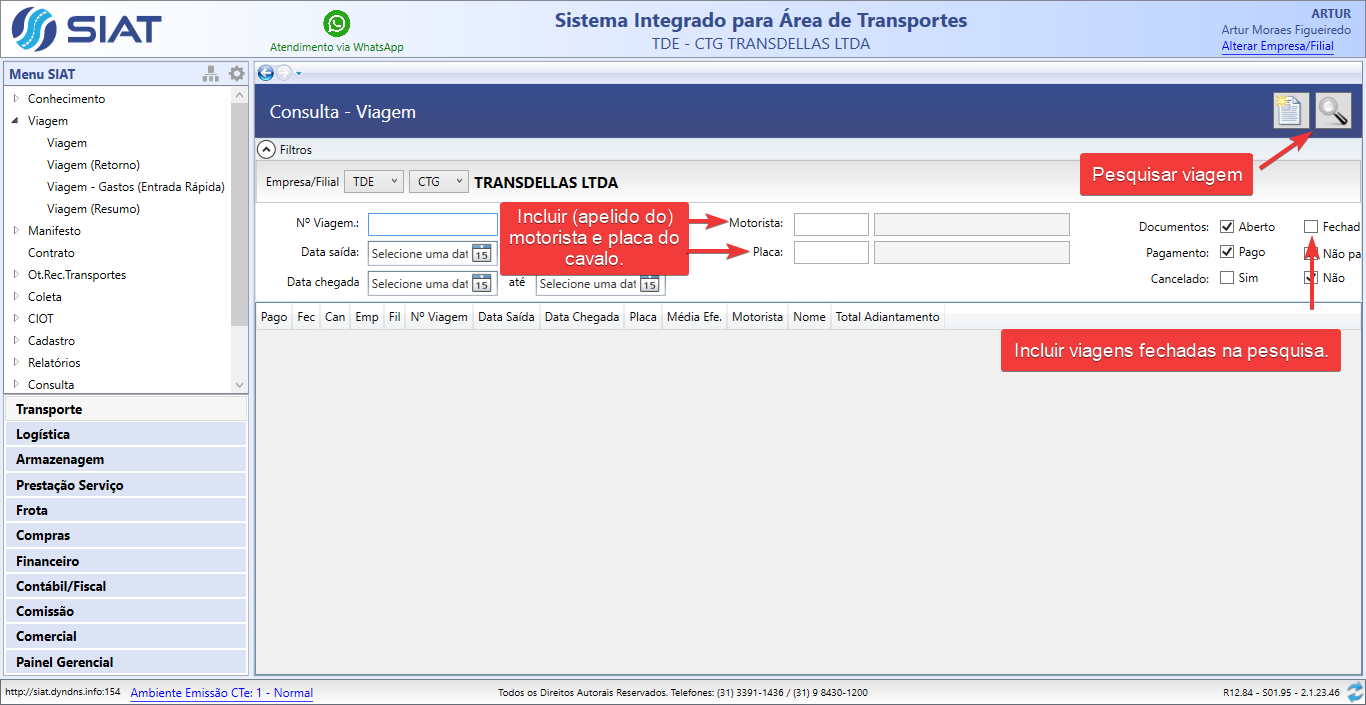 SIAT
Atendimento via WhatsApp
Sistema Integrado para Área de Transportes
TDE - CTG TRANSDELLAS LTDA
ARTUR
Artur Moraes Figueiredo
Alterar Empresa/Filial
Menu SIAT
Conhecimento
Viagem
Viagem
Viagem (Retorno)
Viagem - Gastos (Entrada Rápida)
Viagem (Resumo)
Manifesto
Contrato
Ot.Rec.Transportes
Coleta
CIOT
Cadastro
Relatórios
Consulta
Transporte
Logística
Armazenagem
Prestação Serviço
Frota
Compras
Financeiro
Contábil/Fiscal
Comissão
Comercial
Painel Gerencial
Consulta - Viagem
Filtros
Pesquisar viagem
Empresa/Filial TDE CTG TRANSDELLAS LTDA
Nº Viagem.:
Data saída: Selecione uma dat 15
Data chegada Selecione uma dat 15 até Selecione uma dat 15
Incluir (apelido do)
motorista e placa do
cavalo.
Motorista:
Placa:
Documentos: Aberto Fechad
Pagamento: Pago Não pa
Cancelado: Sim Não
Pago Fec Can Emp Fil Nº Viagem Data Saída Data Chegada Placa Média Efe. Motorista Nome Total Adiantamento
Incluir viagens fechadas na pesquisa.
http://siat.dyndns.info:154 Ambiente Emissão CTe: 1 - Normal Todos os Direitos Autorais Reservados. Telefones: (31) 3391-1436 / (31) 9 8430-1200 R12.84 - S01.95 - 2.1.23.46